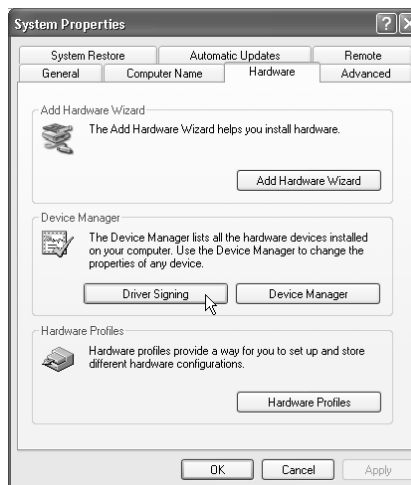 System Properties
System Restore Automatic Updates Remote
General Computer Name Hardware Advanced
Add Hardware Wizard
The Add Hardware Wizard helps you install hardware.
Add Hardware Wizard
Device Manager
The Device Manager lists all the hardware devices installed
on your computer. Use the Device Manager to change the
properties of any device.
Driver Signing Device Manager
Hardware Profiles
Hardware profiles provide a way for you to set up and store
different hardware configurations.
Hardware Profiles
OK Cancel Apply